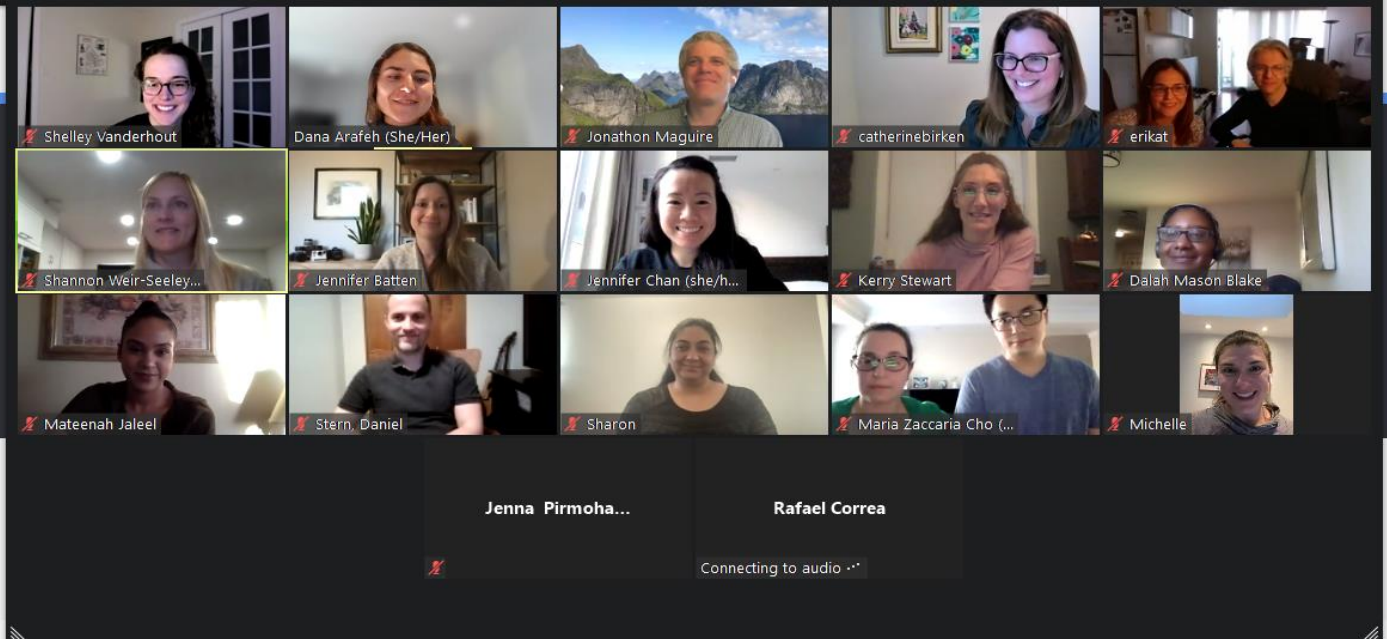 Shelley Vanderhout
Dana Arafeh (She/Her)
Jonathon Maguire
catherinebirken
erikat
Shannon Weir-Seeley...
Jennifer Batten
Jennifer Chan (she/h...
Kerry Stewart
Dalah Mason Blake
Mateenah Jaleel
Stern, Daniel
Sharon
Maria Zaccaria Cho (...
Michelle
Jenna Pirmoha...
Rafael Correa
Connecting to audio